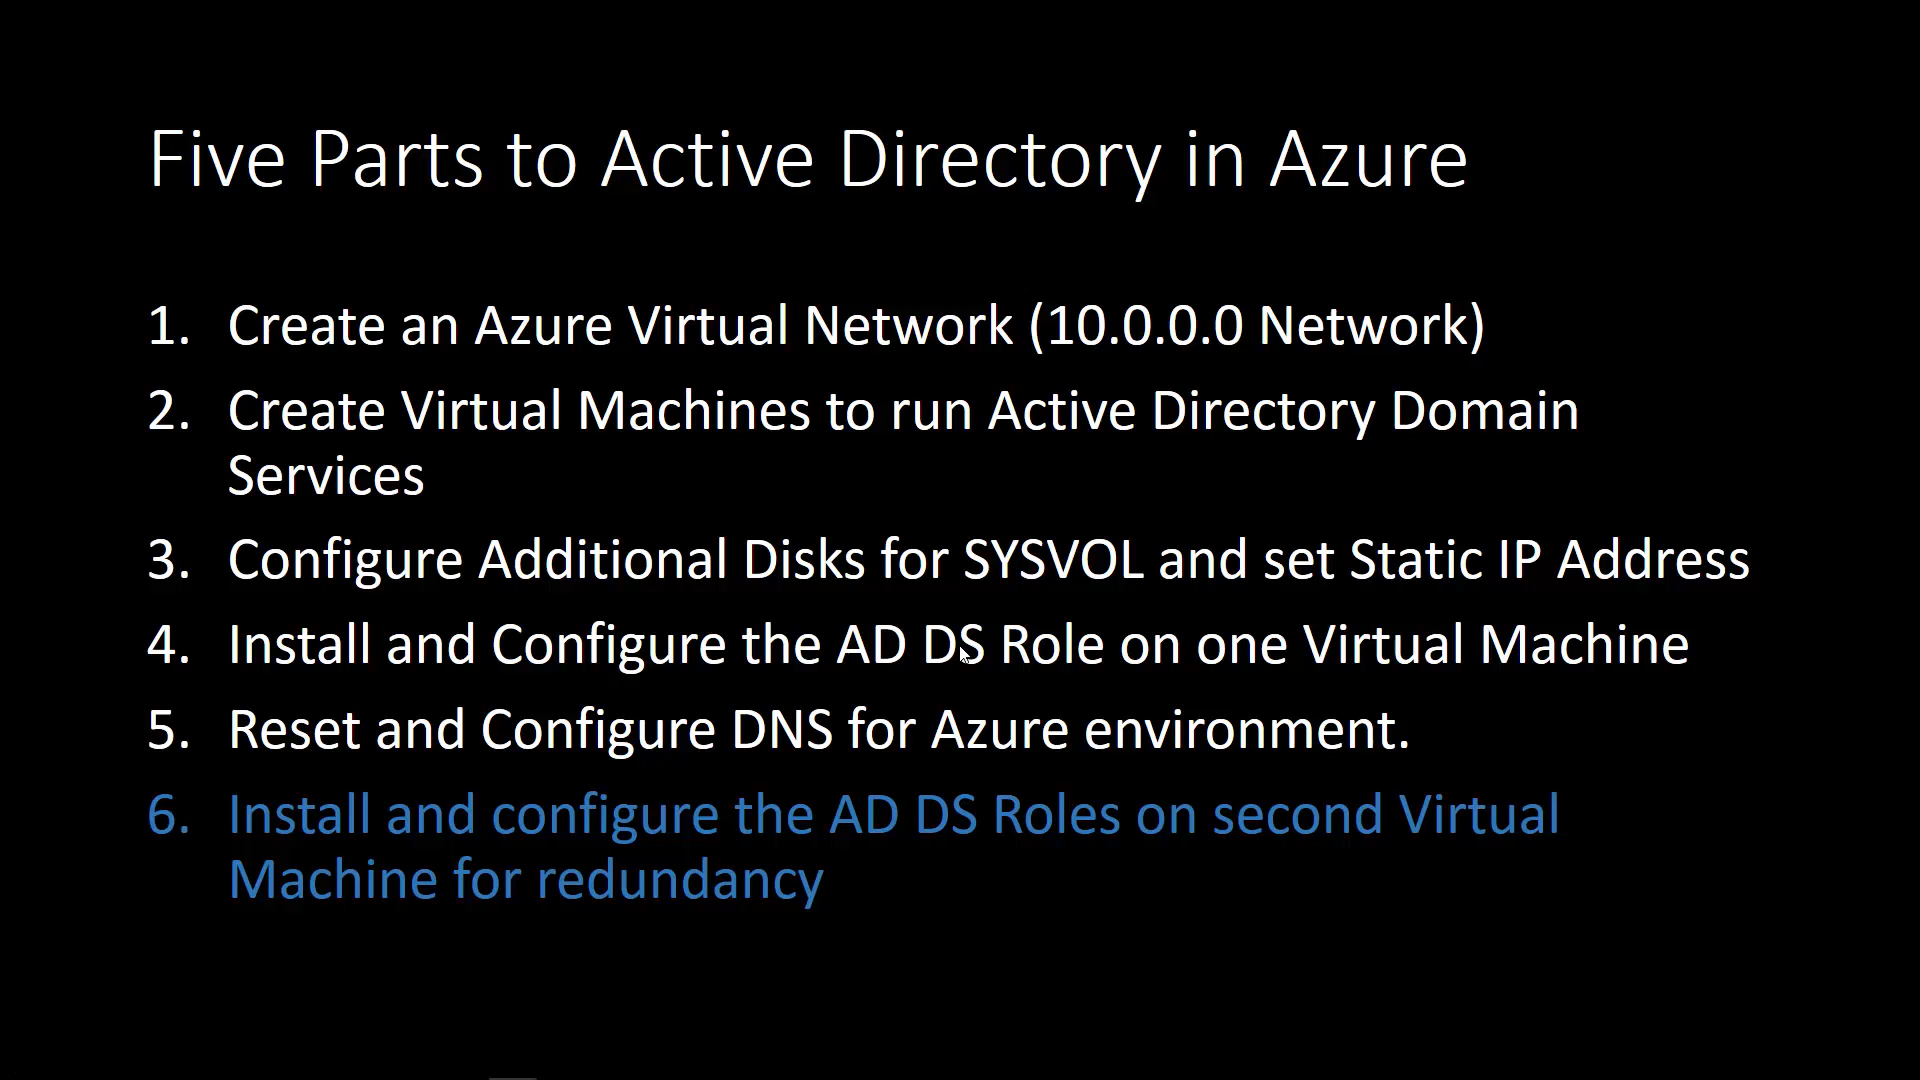 Five Parts to Active Directory in Azure
1. Create an Azure Virtual Network (10.0.0.0 Network)
2. Create Virtual Machines to run Active Directory Domain
Services
3. Configure Additional Disks for SYSVOL and set Static IP Address
4. Install and Configure the AD DS Role on one Virtual Machine
5. Reset and Configure DNS for Azure environment.
6. Install and configure the AD DS Roles on second Virtual
Machine for redundancy